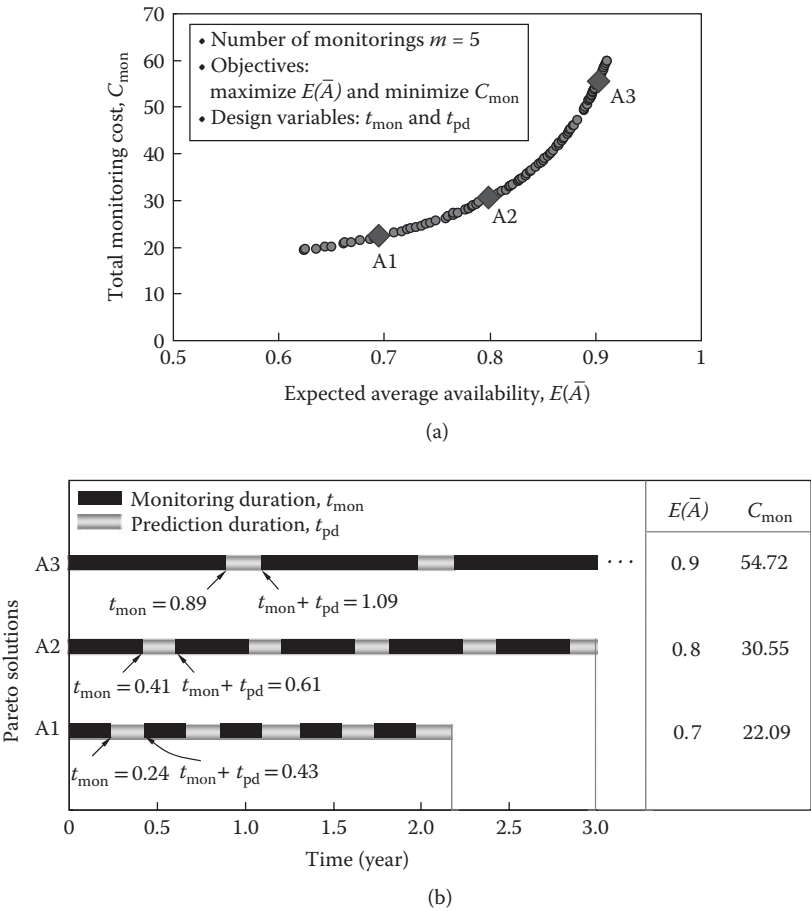 70
60
50
40
30
20
10
0
Total monitoring cost, C_mon
• Number of monitorings m = 5
• Objectives:
maximize E(Ā) and minimize C_mon
• Design variables: t_mon and t_pd
A1
A2
A3
0.5 0.6 0.7 0.8 0.9 1
Expected average availability, E(Ā)
(a)
Monitoring duration, t_mon
Prediction duration, t_pd
E(Ā) C_mon
Pareto solutions
A3 ... 0.9 54.72
t_mon = 0.89 t_mon + t_pd = 1.09
A2 0.8 30.55
t_mon = 0.41 t_mon + t_pd = 0.61
A1 0.7 22.09
t_mon = 0.24 t_mon + t_pd = 0.43
0 0.5 1.0 1.5 2.0 2.5 3.0
Time (year)
(b)